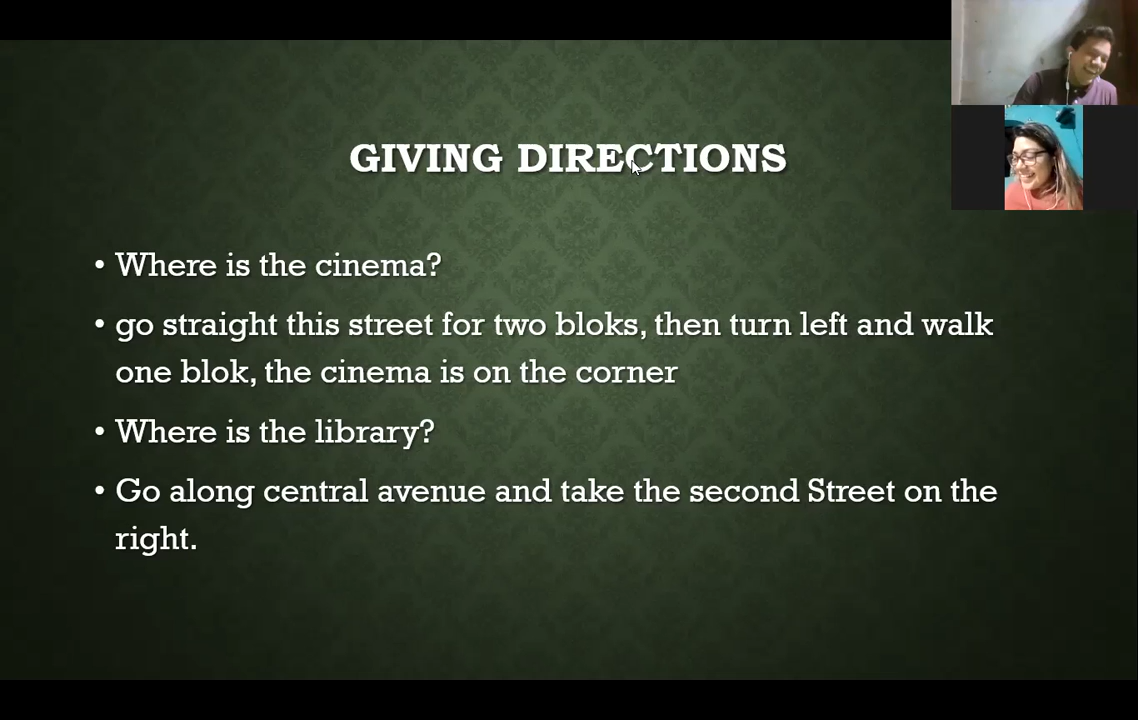 GIVING DIRECTIONS
• Where is the cinema?
• go straight this street for two bloks, then turn left and walk
one blok, the cinema is on the corner
• Where is the library?
• Go along central avenue and take the second Street on the
right.